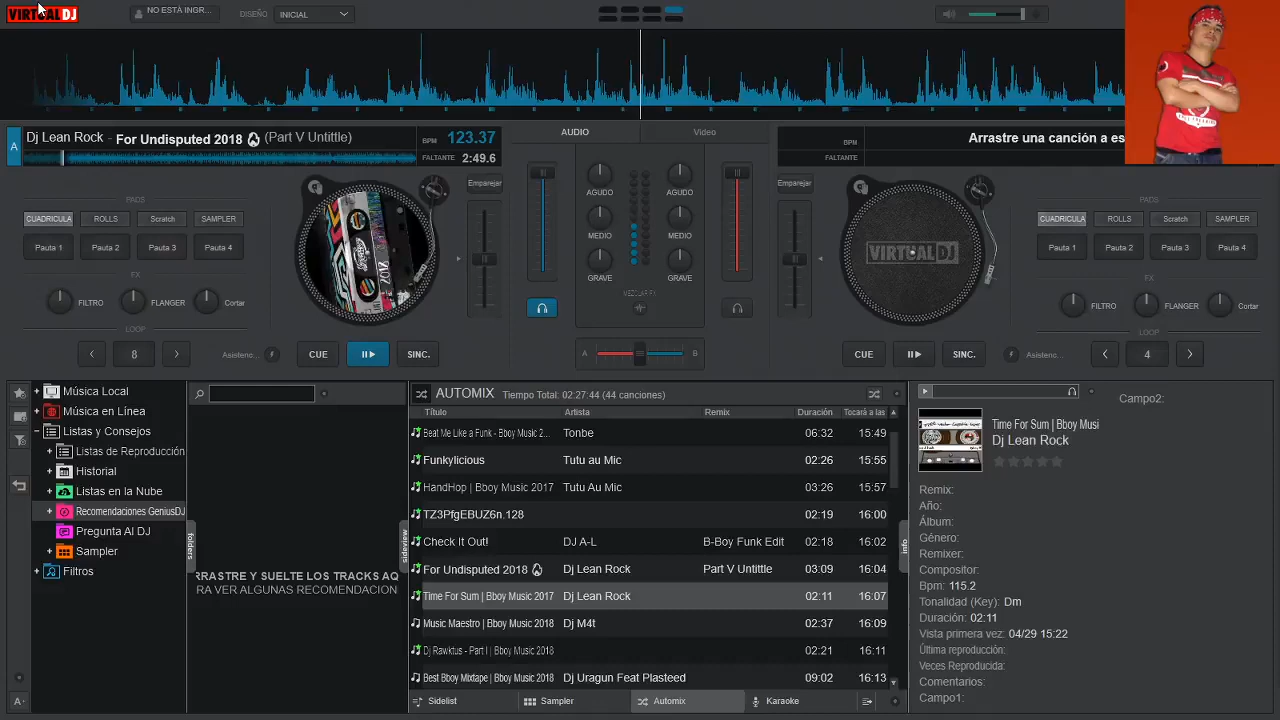 VIRTUAL DJ
NO ESTÀ INGR...
DISEÑO
INICIAL
A
Dj Lean Rock - For Undisputed 2018 (Part V Untittle)
BPM 123.37
FALTANTE 2:49.6
AUDIO
Video
BPM
FALTANTE
Arrastre una canción a es
Emparejar
Emparejar
AGUDO
AGUDO
MEDIO
MEDIO
GRAVE
GRAVE
MEZCLAR FX
A
B
PADS
CUADRICULA
ROLLS
Scratch
SAMPLER
Pauta 1
Pauta 2
Pauta 3
Pauta 4
FX
FILTRO
FLANGER
Cortar
LOOP
8
Asistenc...
CUE
SINC.
VIRTUAL DJ
PADS
CUADRICULA
ROLLS
Scratch
SAMPLER
Pauta 1
Pauta 2
Pauta 3
Pauta 4
FX
FILTRO
FLANGER
Cortar
LOOP
CUE
SINC.
Asistenc...
4
Música Local
Música en Línea
Listas y Consejos
Listas de Reproducción
Historial
Listas en la Nube
Recomendaciones GeniusDJ
Pregunta Al DJ
Sampler
Filtros
A
folders
RRASTRE Y SUELTE LOS TRACKS AQ
RA VER ALGUNAS RECOMENDACION
sideview
AUTOMIX Tiempo Total: 02:27:44 (44 canciones)
Título Artista Remix Duración Tocará a las
Beat Me Like a Funk - Bboy Music 2... Tonbe 06:32 15:49
Funkylicious Tutu au Mic 02:26 15:55
HandHop | Bboy Music 2017 Tutu Au Mic 03:26 15:57
TZ3PfgEBUZ6n.128 02:19 16:00
Check It Out! DJ A-L B-Boy Funk Edit 02:18 16:02
For Undisputed 2018 Dj Lean Rock Part V Untittle 03:09 16:04
Time For Sum | Bboy Music 2017 Dj Lean Rock 02:11 16:07
Music Maestro | Bboy Music 2018 Dj M4t 02:37 16:09
Dj Rawktus - Part I | Bboy Music 2018 02:21 16:11
Best Bboy Mixtape | Bboy Music 2018 Dj Uragun Feat Plasteed 09:02 16:13
Sidelist
Sampler
Automix
Karaoke
info
Time For Sum | Bboy Musi
Dj Lean Rock
Remix:
Año:
Álbum:
Género:
Remixer:
Compositor:
Bpm: 115.2
Tonalidad (Key): Dm
Duración: 02:11
Vista primera vez: 04/29 15:22
Última reproducción:
Veces Reproducida:
Comentarios:
Campo1:
Campo2: